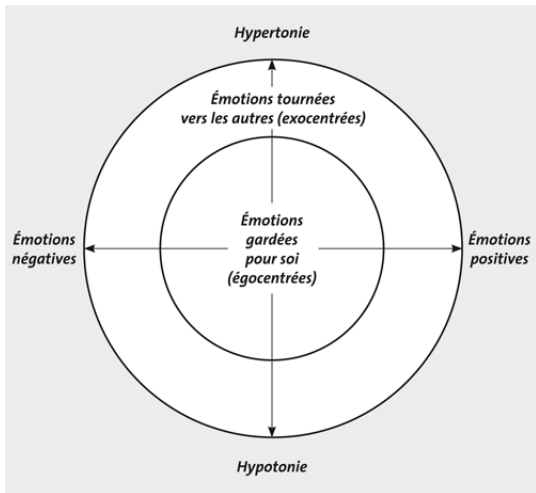 Hypertonie
Émotions tournées
vers les autres (exocentrées)
Émotions
négatives
Émotions
gardées
pour soi
(égocentrées)
Émotions
positives
Hypotonie